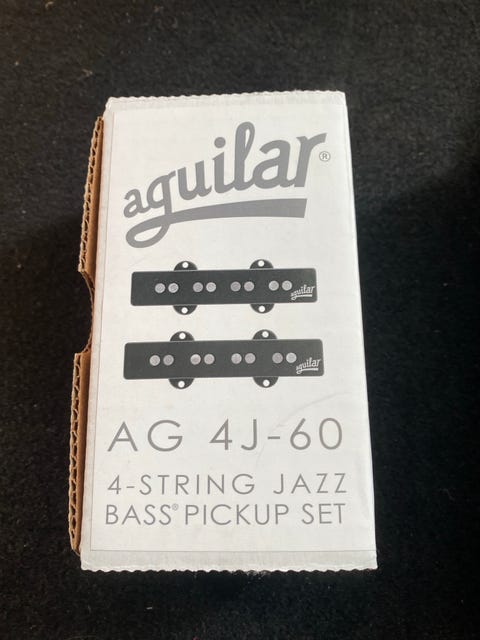 aguilar®
aguilar
aguilar
AG 4J-60
4-STRING JAZZ
BASS® PICKUP SET